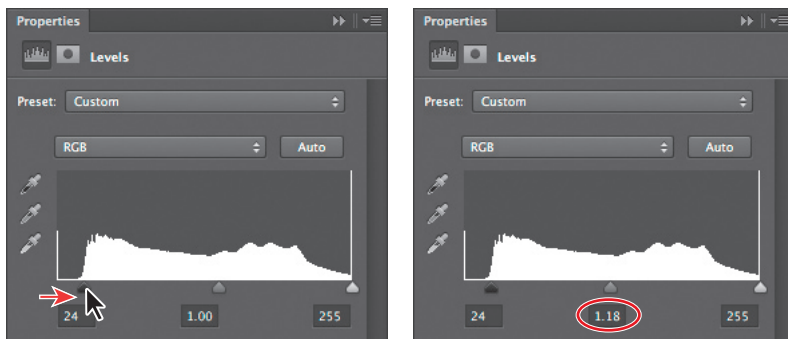 Properties
Levels
Preset: Custom
RGB Auto
24 1.00 255
Properties
Levels
Preset: Custom
RGB Auto
24 1.18 255